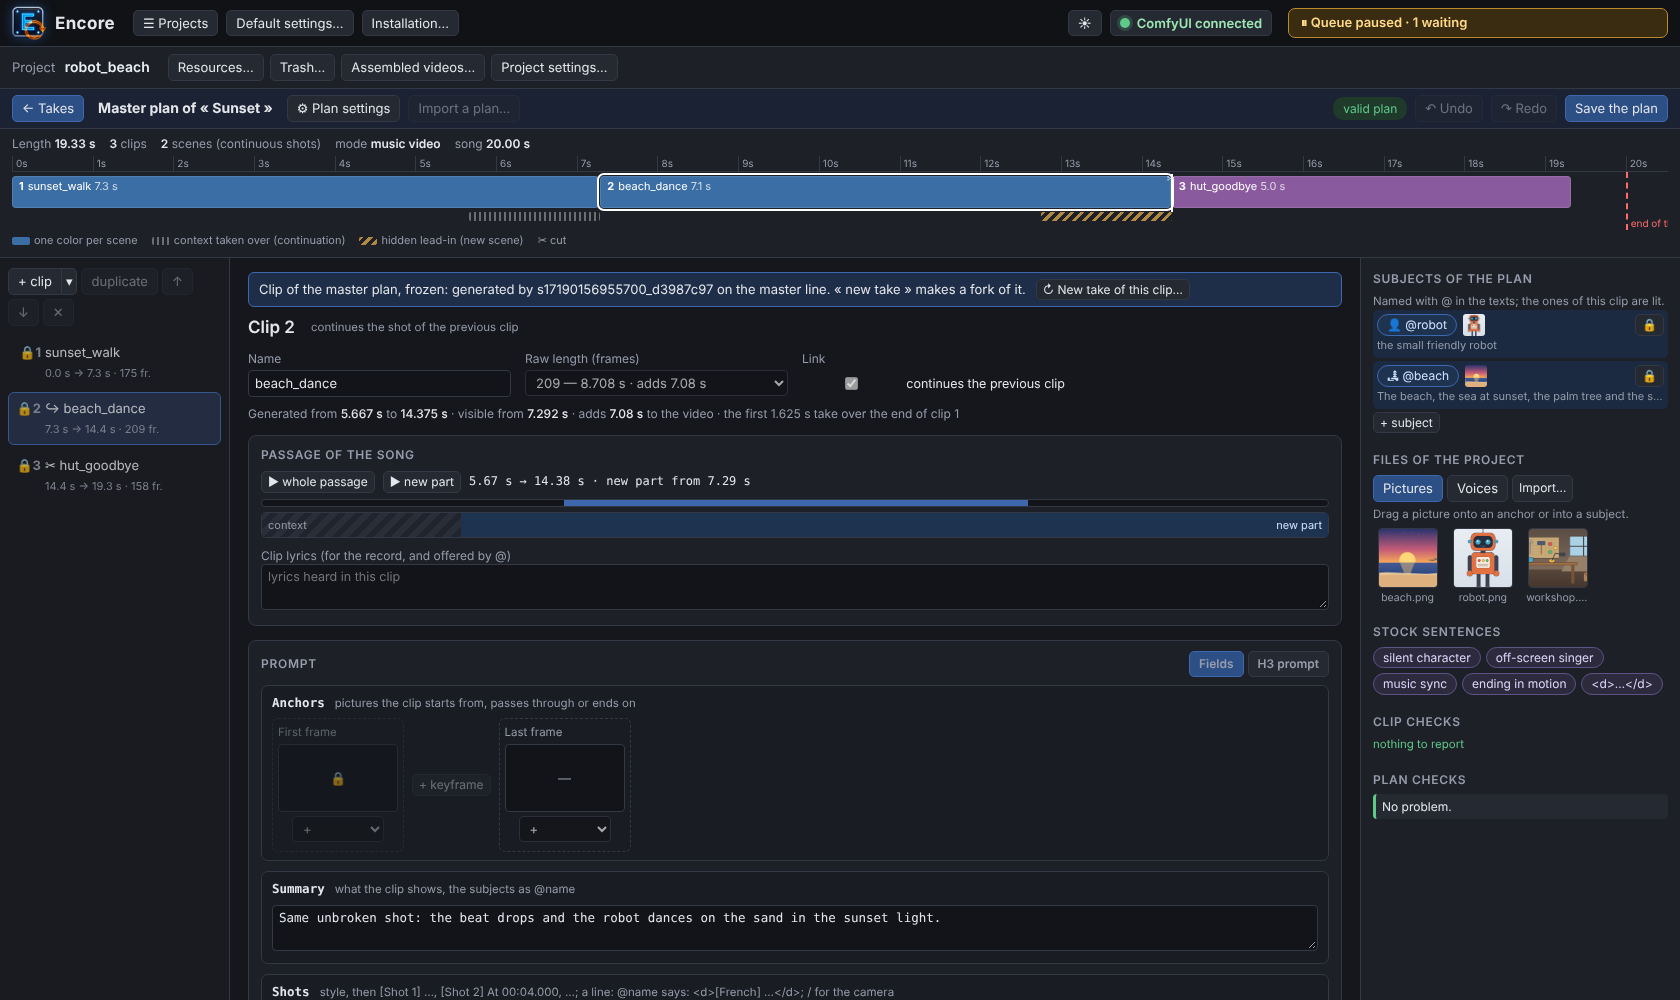 Encore
☰ Projects
Default settings...
Installation...
☀
ComfyUI connected
Queue paused · 1 waiting
Project robot_beach
Resources...
Trash...
Assembled videos...
Project settings...
← Takes
Master plan of « Sunset »
⚙ Plan settings
Import a plan...
valid plan
↶ Undo
↷ Redo
Save the plan
Length 19.33 s 3 clips 2 scenes (continuous shots) mode music video song 20.00 s
0s 1s 2s 3s 4s 5s 6s 7s 8s 9s 10s 11s 12s 13s 14s 15s 16s 17s 18s 19s 20s
1 sunset_walk 7.3 s
2 beach_dance 7.1 s
3 hut_goodbye 5.0 s
end of t
one color per scene
context taken over (continuation)
hidden lead-in (new scene)
✂ cut
+ clip ▾
duplicate
↑
↓
✕
1 sunset_walk
0.0 s → 7.3 s · 175 fr.
2 ↪ beach_dance
7.3 s → 14.4 s · 209 fr.
3 ✂ hut_goodbye
14.4 s → 19.3 s · 158 fr.
Clip of the master plan, frozen: generated by s17190156955700_d3987c97 on the master line. « new take » makes a fork of it.
↻ New take of this clip...
Clip 2 continues the shot of the previous clip
Name
Raw length (frames)
Link
beach_dance
209 — 8.708 s · adds 7.08 s
continues the previous clip
Generated from 5.667 s to 14.375 s · visible from 7.292 s · adds 7.08 s to the video · the first 1.625 s take over the end of clip 1
PASSAGE OF THE SONG
▶ whole passage
▶ new part
5.67 s → 14.38 s · new part from 7.29 s
context
new part
Clip lyrics (for the record, and offered by @)
lyrics heard in this clip
PROMPT
Fields
H3 prompt
Anchors pictures the clip starts from, passes through or ends on
First frame
+
+ keyframe
Last frame
—
+
Summary what the clip shows, the subjects as @name
Same unbroken shot: the beat drops and the robot dances on the sand in the sunset light.
Shots style, then [Shot 1] ..., [Shot 2] At 00:04.000, ...; a line: @name says: <d>[French] ...</d>; / for the camera
SUBJECTS OF THE PLAN
Named with @ in the texts; the ones of this clip are lit.
@robot
the small friendly robot
@beach
The beach, the sea at sunset, the palm tree and the s...
+ subject
FILES OF THE PROJECT
Pictures
Voices
Import...
Drag a picture onto an anchor or into a subject.
beach.png
robot.png
workshop....
STOCK SENTENCES
silent character
off-screen singer
music sync
ending in motion
<d>...</d>
CLIP CHECKS
nothing to report
PLAN CHECKS
No problem.